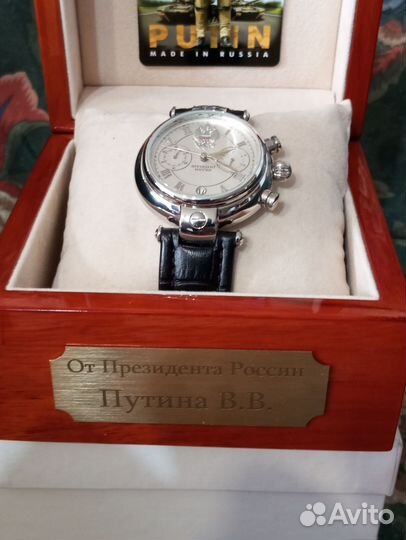 PUTIN
MADE IN RUSSIA
От Президента России
Путина В.В.
Avito